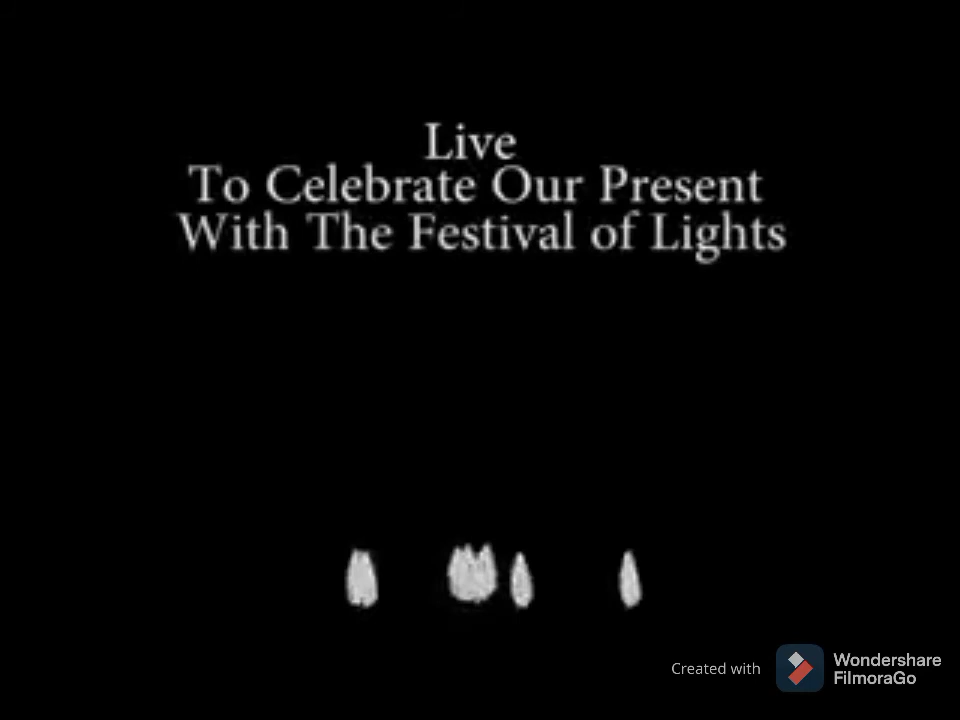 Live
To Celebrate Our Present
With The Festival of Lights
Created with
Wondershare
FilmoraGo